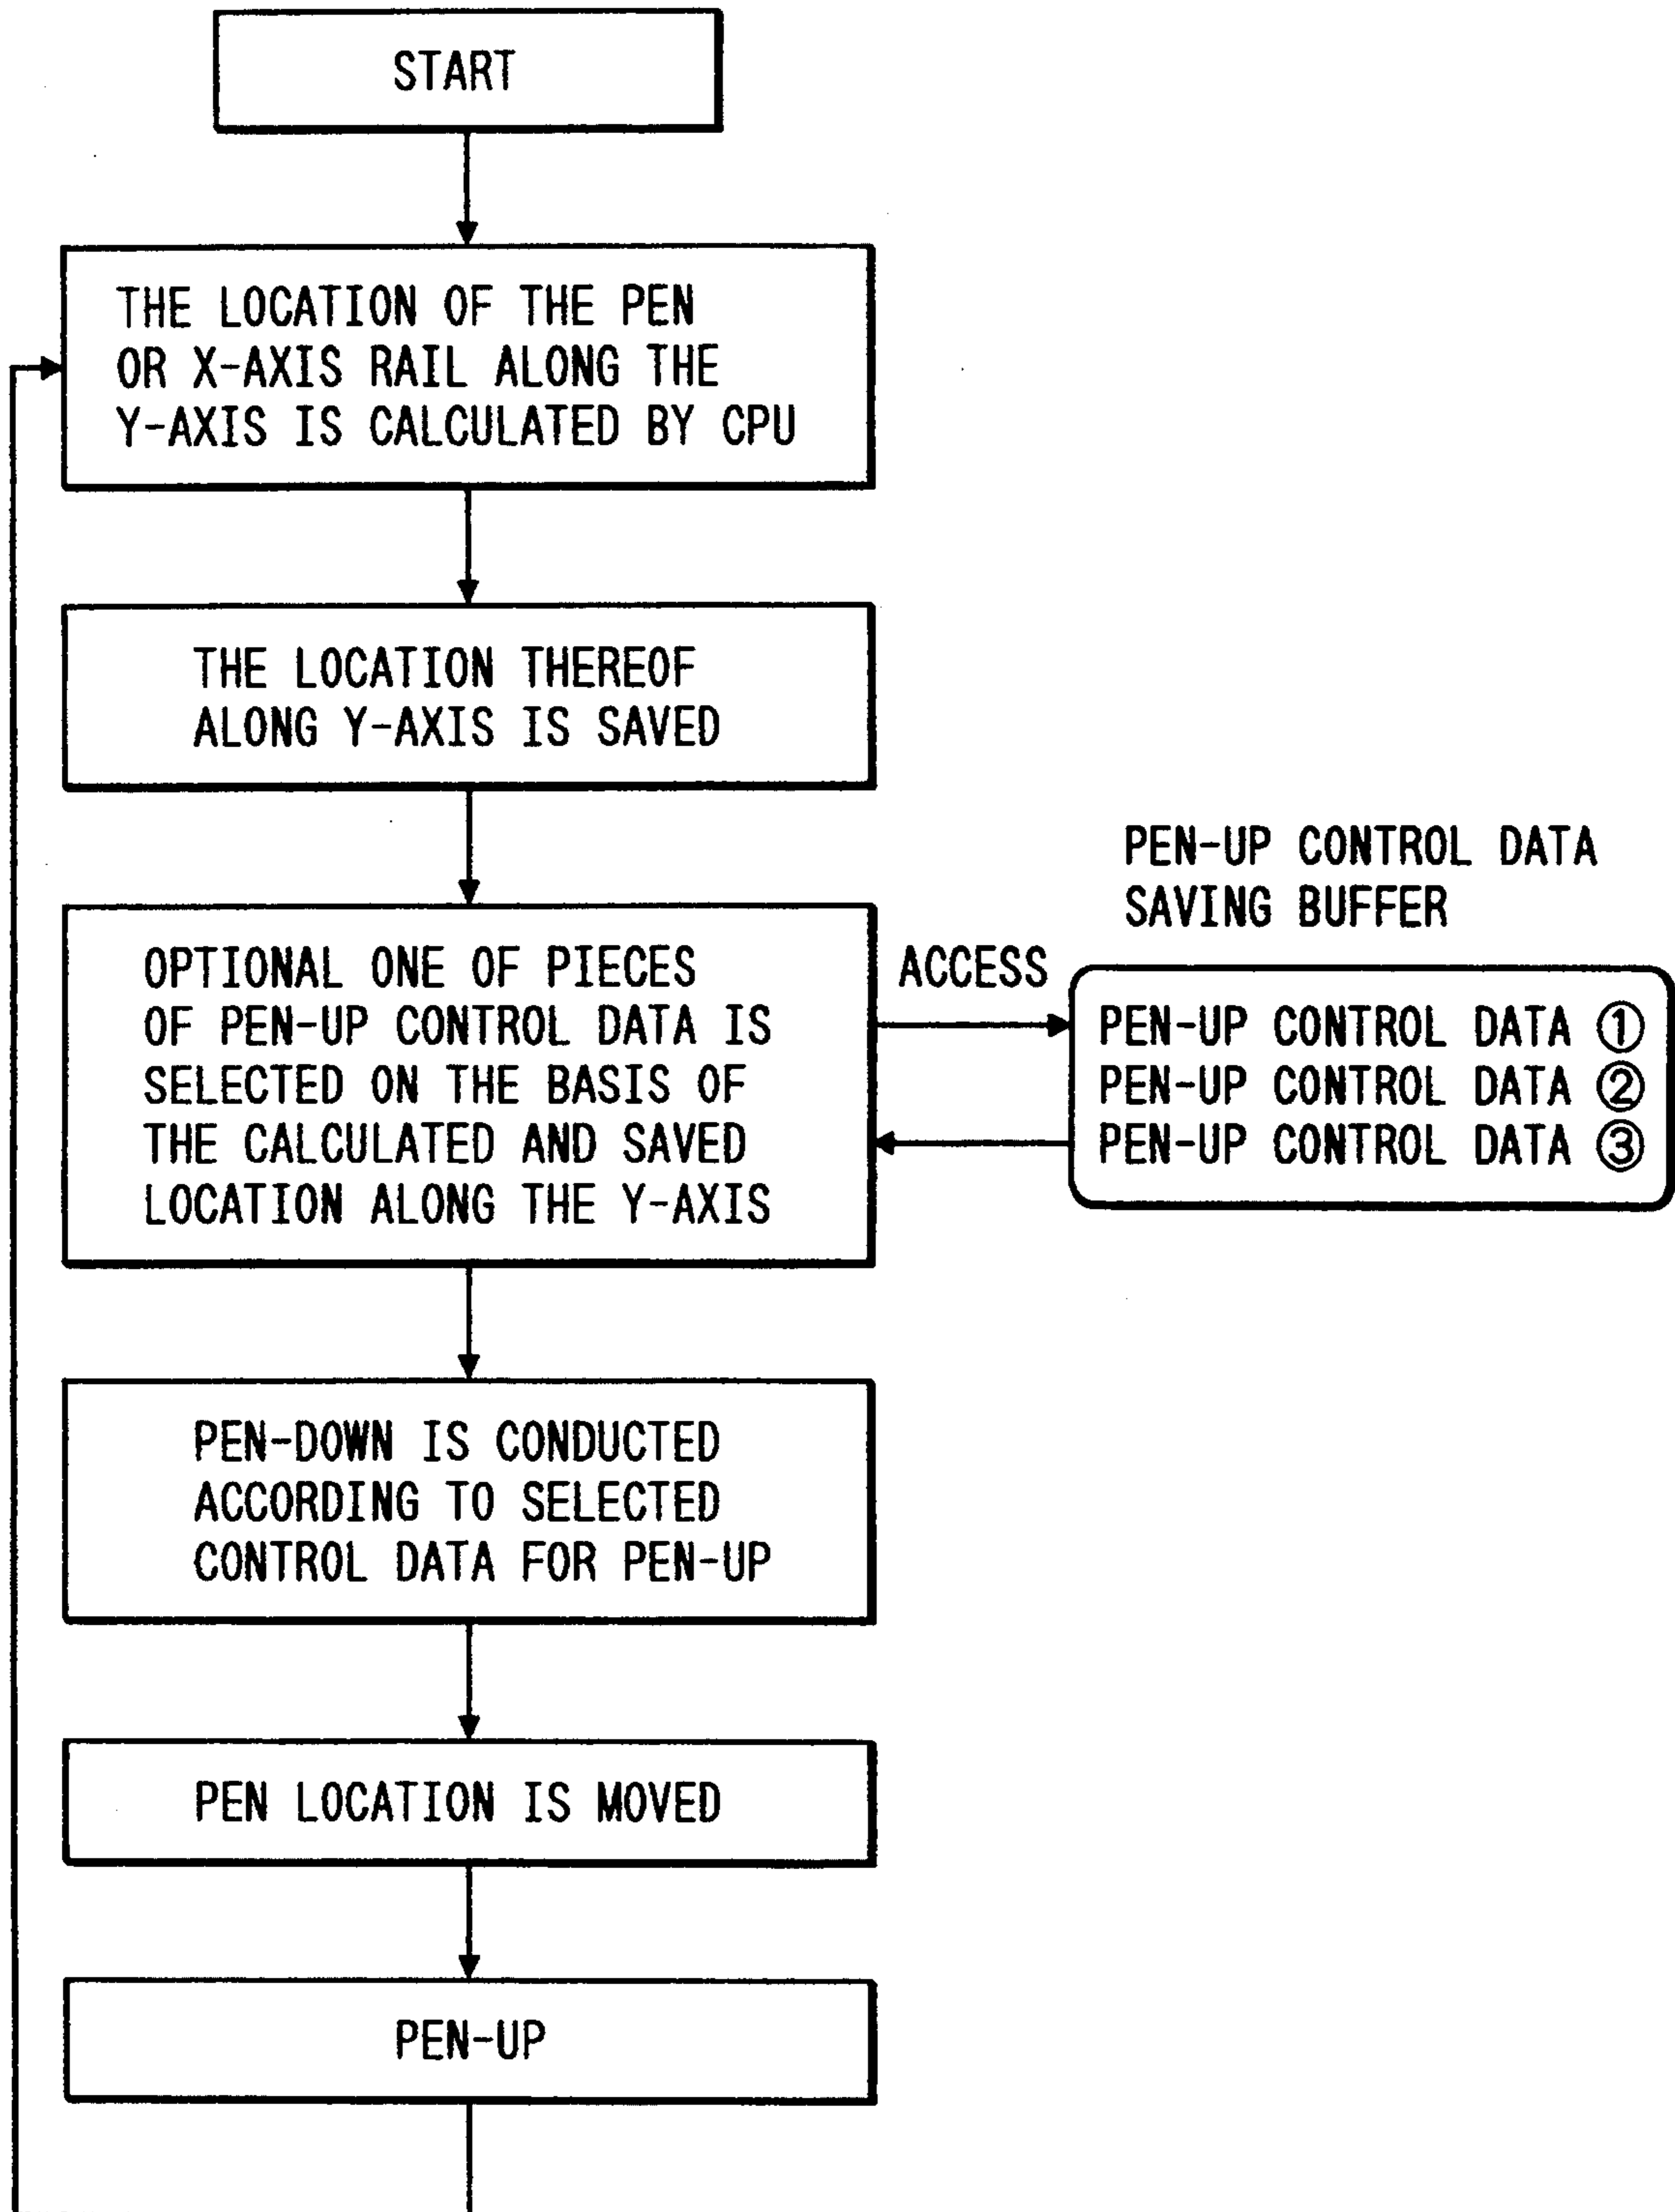 START
THE LOCATION OF THE PEN
OR X-AXIS RAIL ALONG THE
Y-AXIS IS CALCULATED BY CPU
THE LOCATION THEREOF
ALONG Y-AXIS IS SAVED
OPTIONAL ONE OF PIECES
OF PEN-UP CONTROL DATA IS
SELECTED ON THE BASIS OF
THE CALCULATED AND SAVED
LOCATION ALONG THE Y-AXIS
ACCESS
PEN-UP CONTROL DATA
SAVING BUFFER
PEN-UP CONTROL DATA ①
PEN-UP CONTROL DATA ②
PEN-UP CONTROL DATA ③
PEN-DOWN IS CONDUCTED
ACCORDING TO SELECTED
CONTROL DATA FOR PEN-UP
PEN LOCATION IS MOVED
PEN-UP